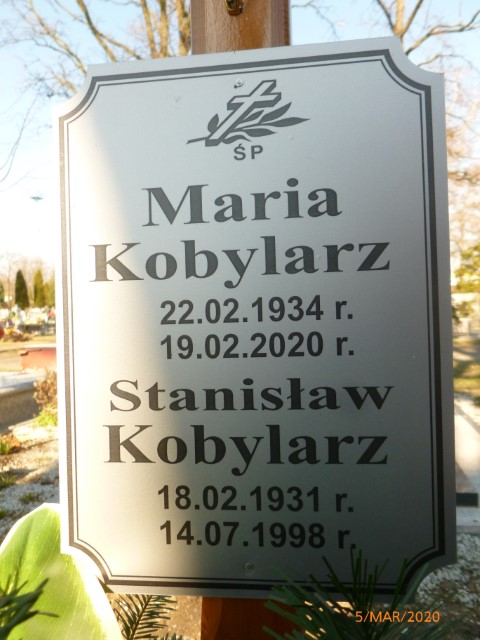 ŚP
Maria
Kobylarz
22.02.1934 r.
19.02.2020 r.
Stanisław
Kobylarz
18.02.1931 r.
14.07.1998 r.
5/MAR/2020